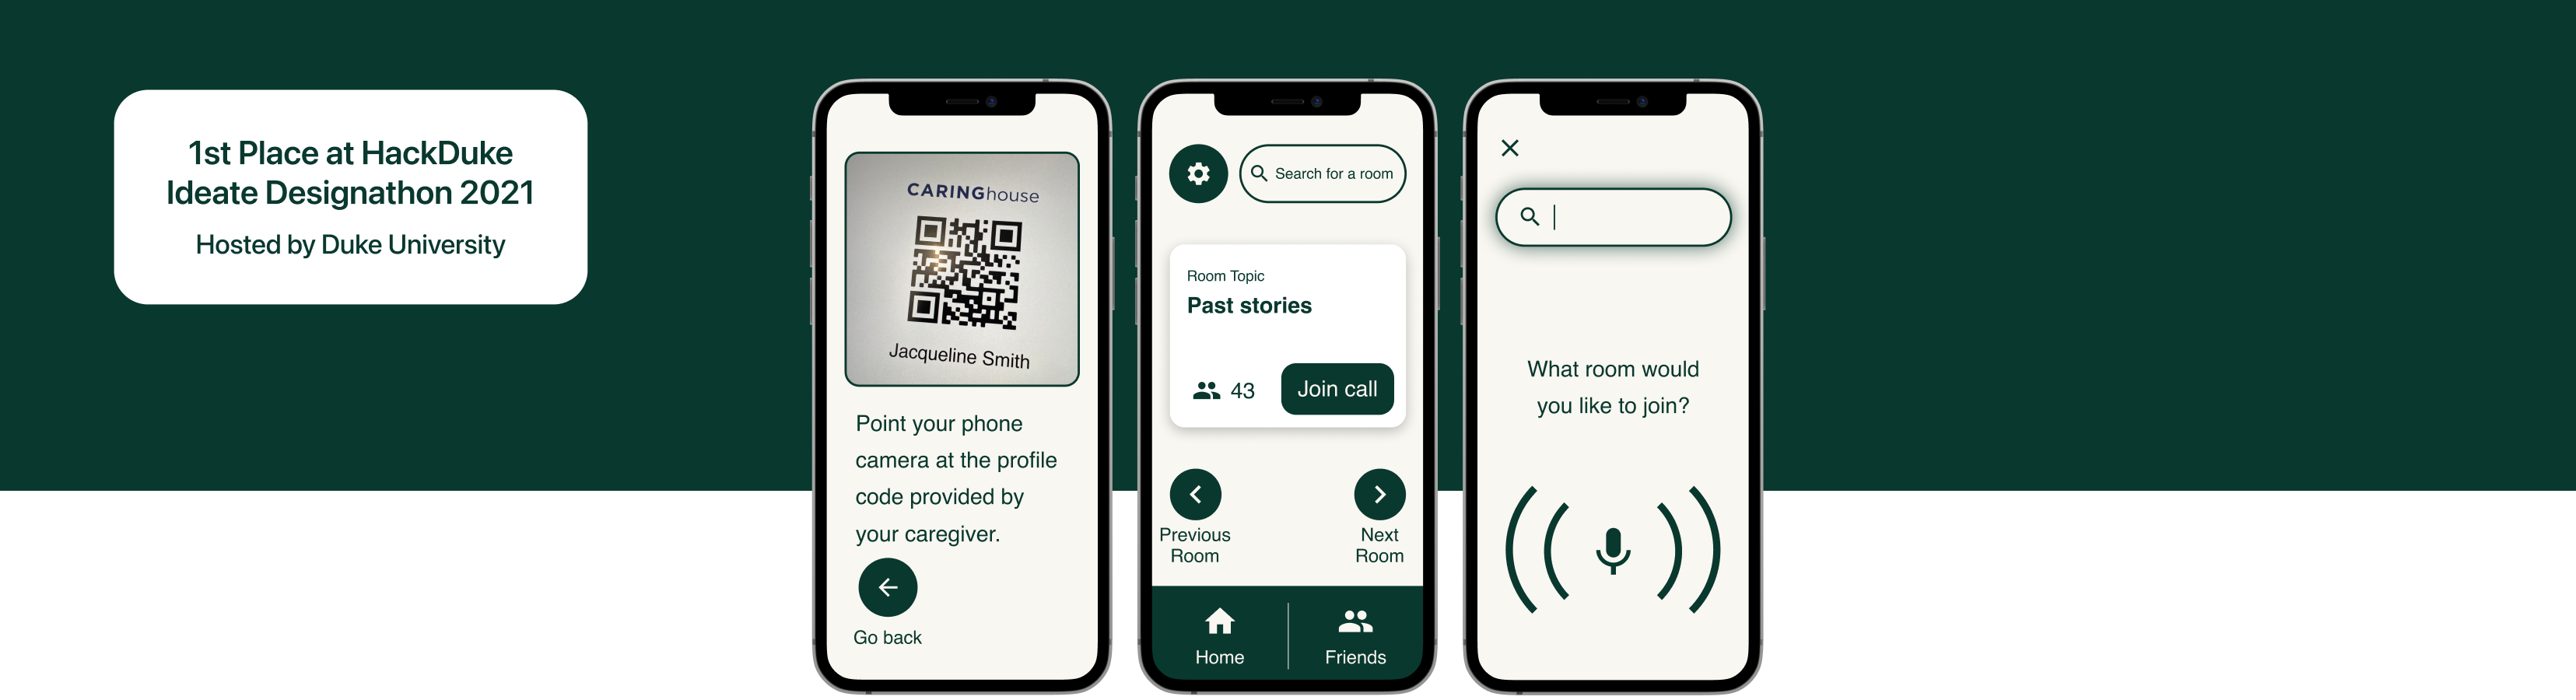 1st Place at HackDuke
Ideate Designathon 2021
Hosted by Duke University
CARINGhouse
Jacqueline Smith
Point your phone
camera at the profile
code provided by
your caregiver.
Go back
Search for a room
Room Topic
Past stories
43
Join call
Previous
Room
Next
Room
Home
Friends
What room would
you like to join?